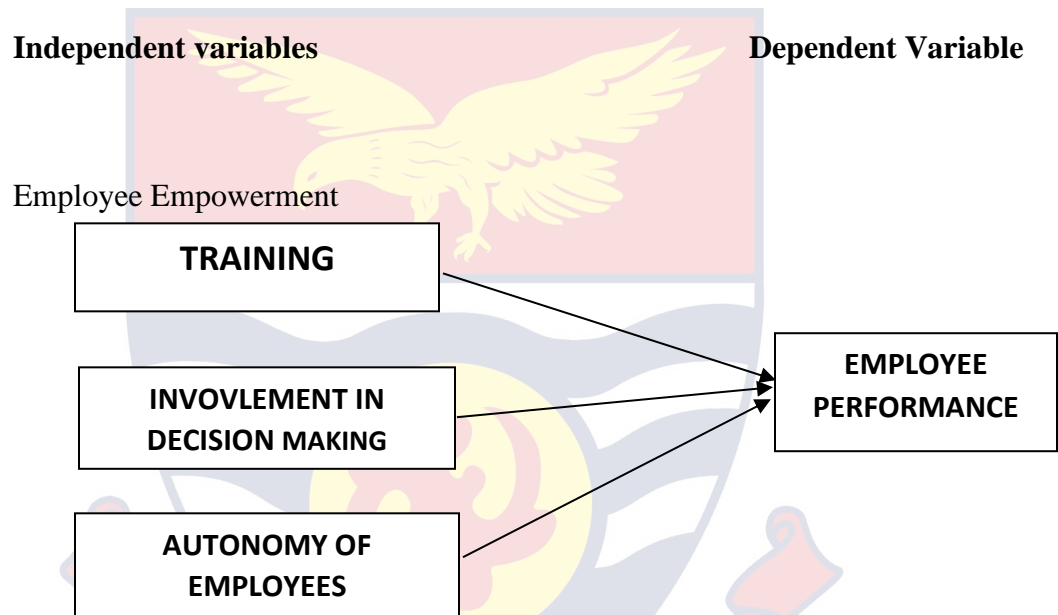 Independent variables Dependent Variable
Employee Empowerment
TRAINING
INVOVLEMENT IN
DECISION MAKING
EMPLOYEE
PERFORMANCE
AUTONOMY OF
EMPLOYEES